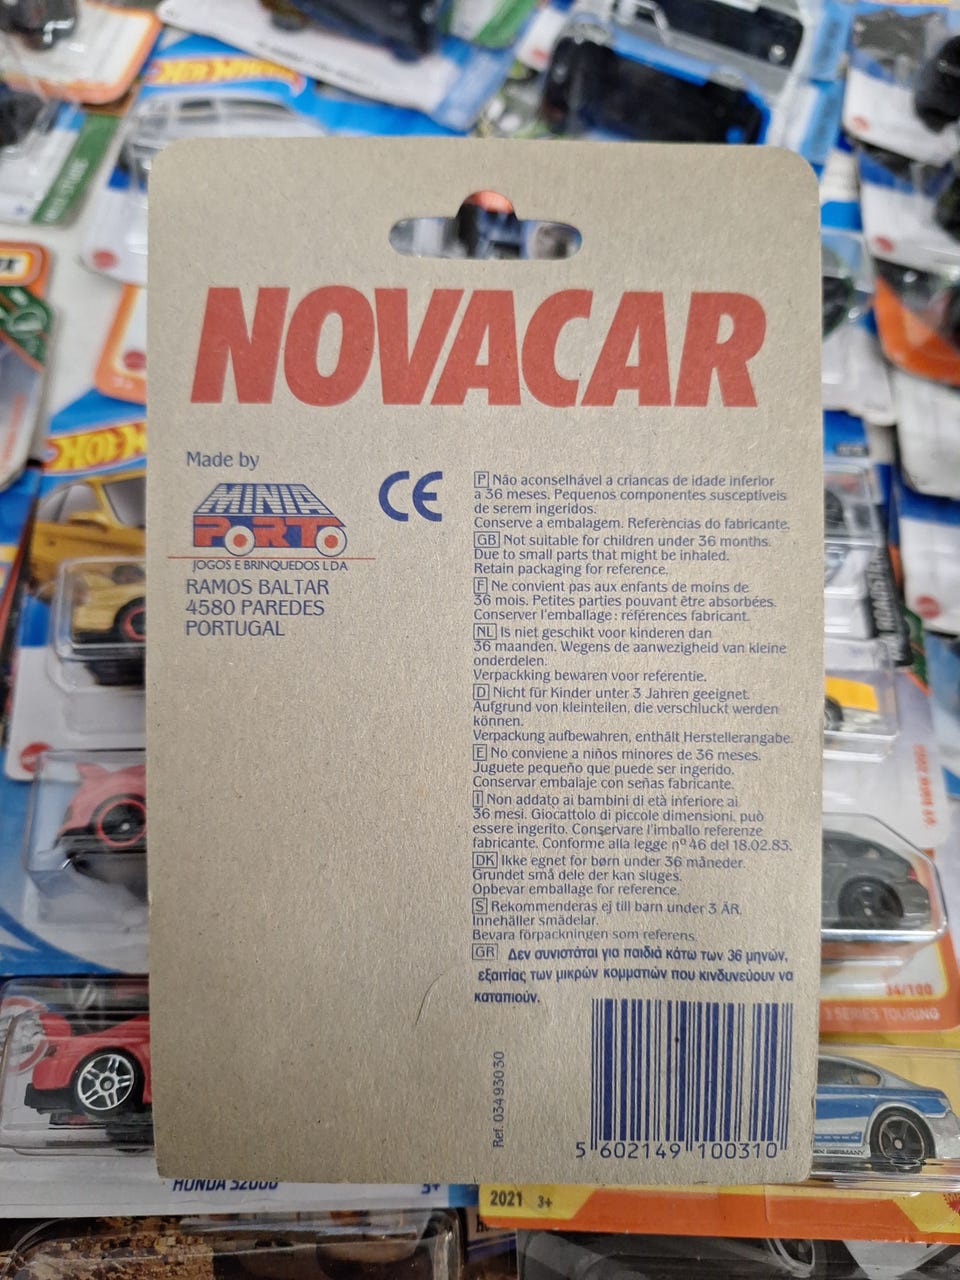 HOT WHEELS
NOVACAR
Made by
MINIA
PORTO
JOGOS E BRINQUEDOS LDA
RAMOS BALTAR
4580 PAREDES
PORTUGAL
CE
P Não aconselhável a criancas de idade inferior
a 36 meses. Pequenos componentes susceptiveis
de serem ingeridos.
Conserve a embalagem. Referências do fabricante.
GB Not suitable for children under 36 months.
Due to small parts that might be inhaled.
Retain packaging for reference.
F Ne convient pas aux enfants de moins de
36 mois. Petites parties pouvant être absorbées.
Conserver l'emballage: références fabricant.
NL Is niet geschikt voor kinderen dan
36 maanden. Wegens de aanwezigheid van kleine
onderdelen.
Verpackking bewaren voor referentie.
D Nicht für Kinder unter 3 Jahren geeignet.
Aufgrund von kleinteilen, die verschluckt werden
können.
Verpackung aufbewahren, enthält Herstellerangabe.
E No conviene a niños minores de 36 meses.
Juguete pequeño que puede ser ingerido.
Conservar embalaje con señas fabricante.
I Non addato ai bambini di età inferiore ai
36 mesi. Giocattolo di piccole dimensioni, può
essere ingerito. Conservare l'imballo referenze
fabricante. Conforme alla legge nº 46 del 18.02.83.
DK Ikke egnet for børn under 36 måneder.
Grundet små dele der kan sluges.
Opbevar emballage for reference.
S Rekommenderas ej till barn under 3 ÅR.
Innehåller smådelar.
Bevara förpackningen som referens.
GR Δεν συνιστάται για παιδιά κάτω των 36 μηνών,
εξαιτίας των μικρών κομματιών που κινδυνεύουν να
καταπιούν.
Ref. 03493030
5 602149 100310
34/100
3 SERIES TOURING
HONDA S2000
3+
2021 3+